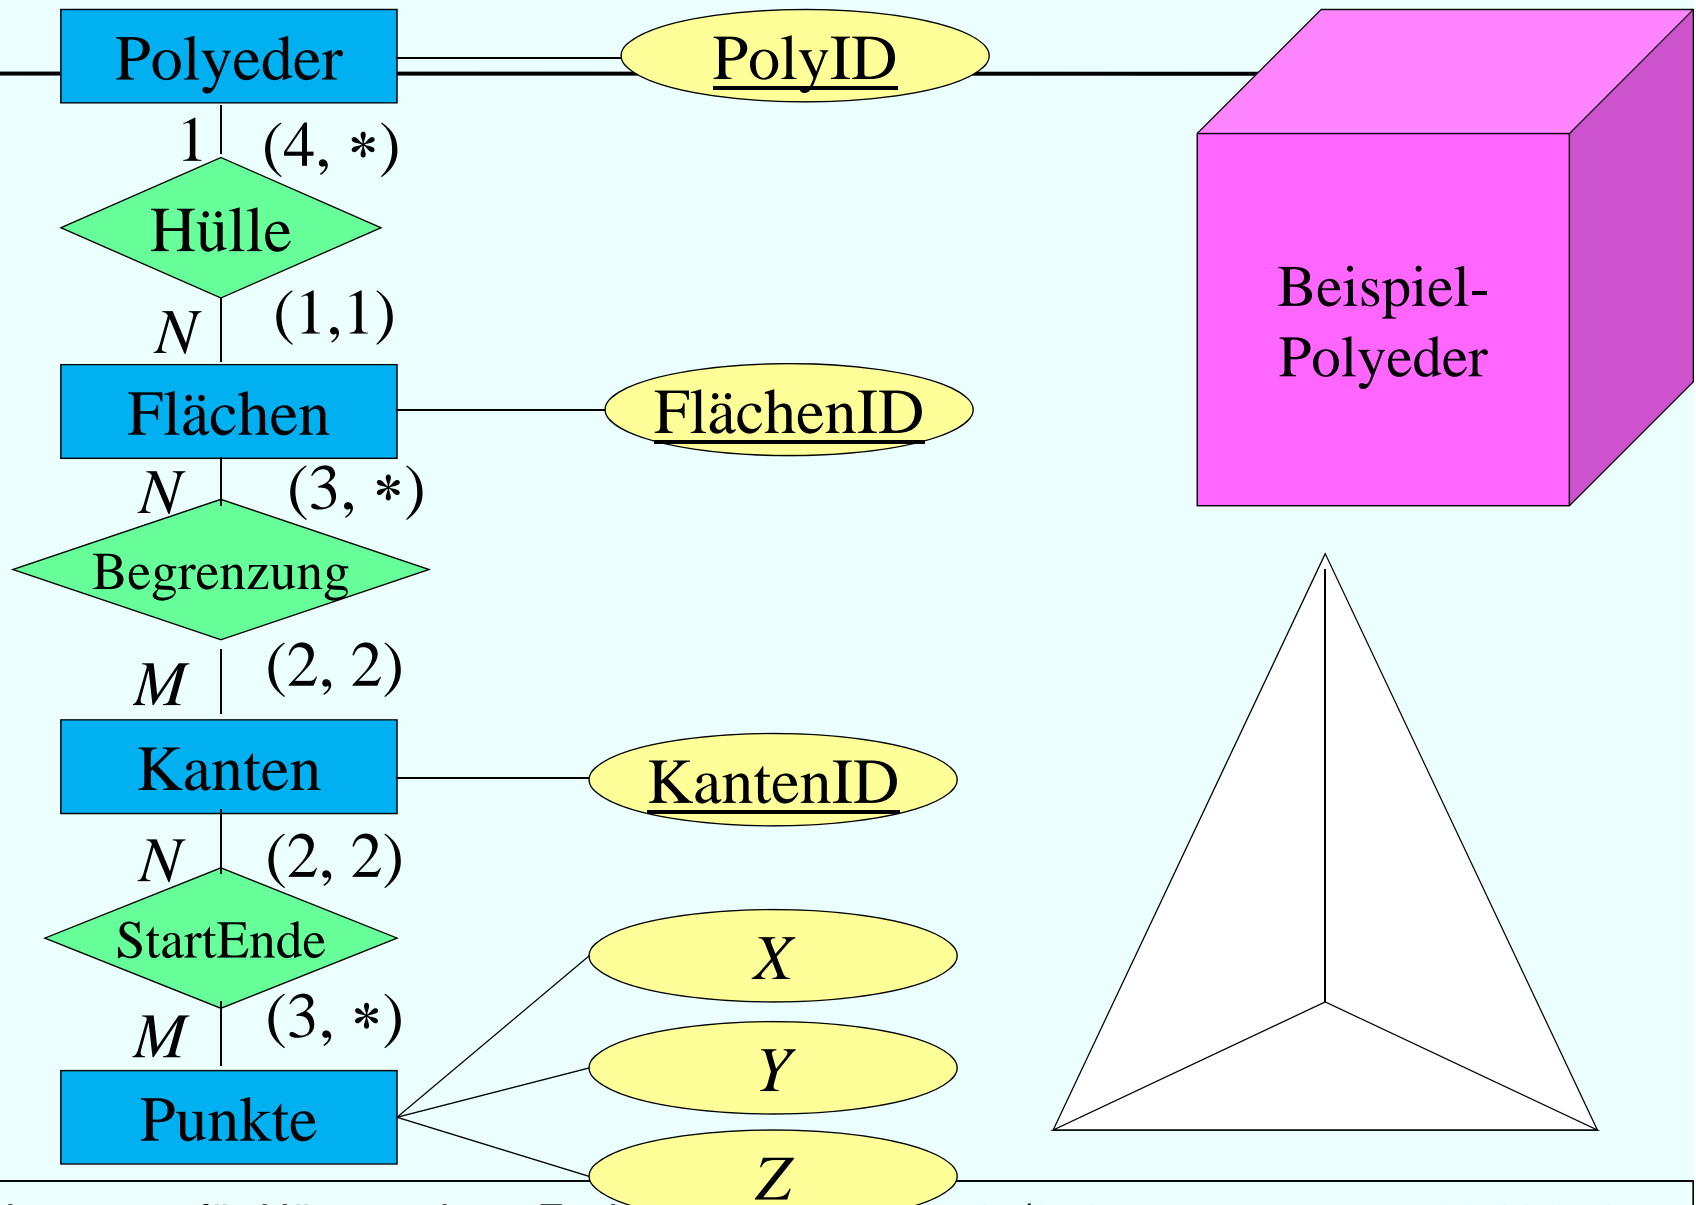 Polyeder
PolyID
1
(4, *)
Hülle
N
(1,1)
Flächen
FlächenID
N
(3, *)
Begrenzung
M
(2, 2)
Kanten
KantenID
N
(2, 2)
StartEnde
M
(3, *)
Punkte
X
Y
Z
Beispiel-
Polyeder